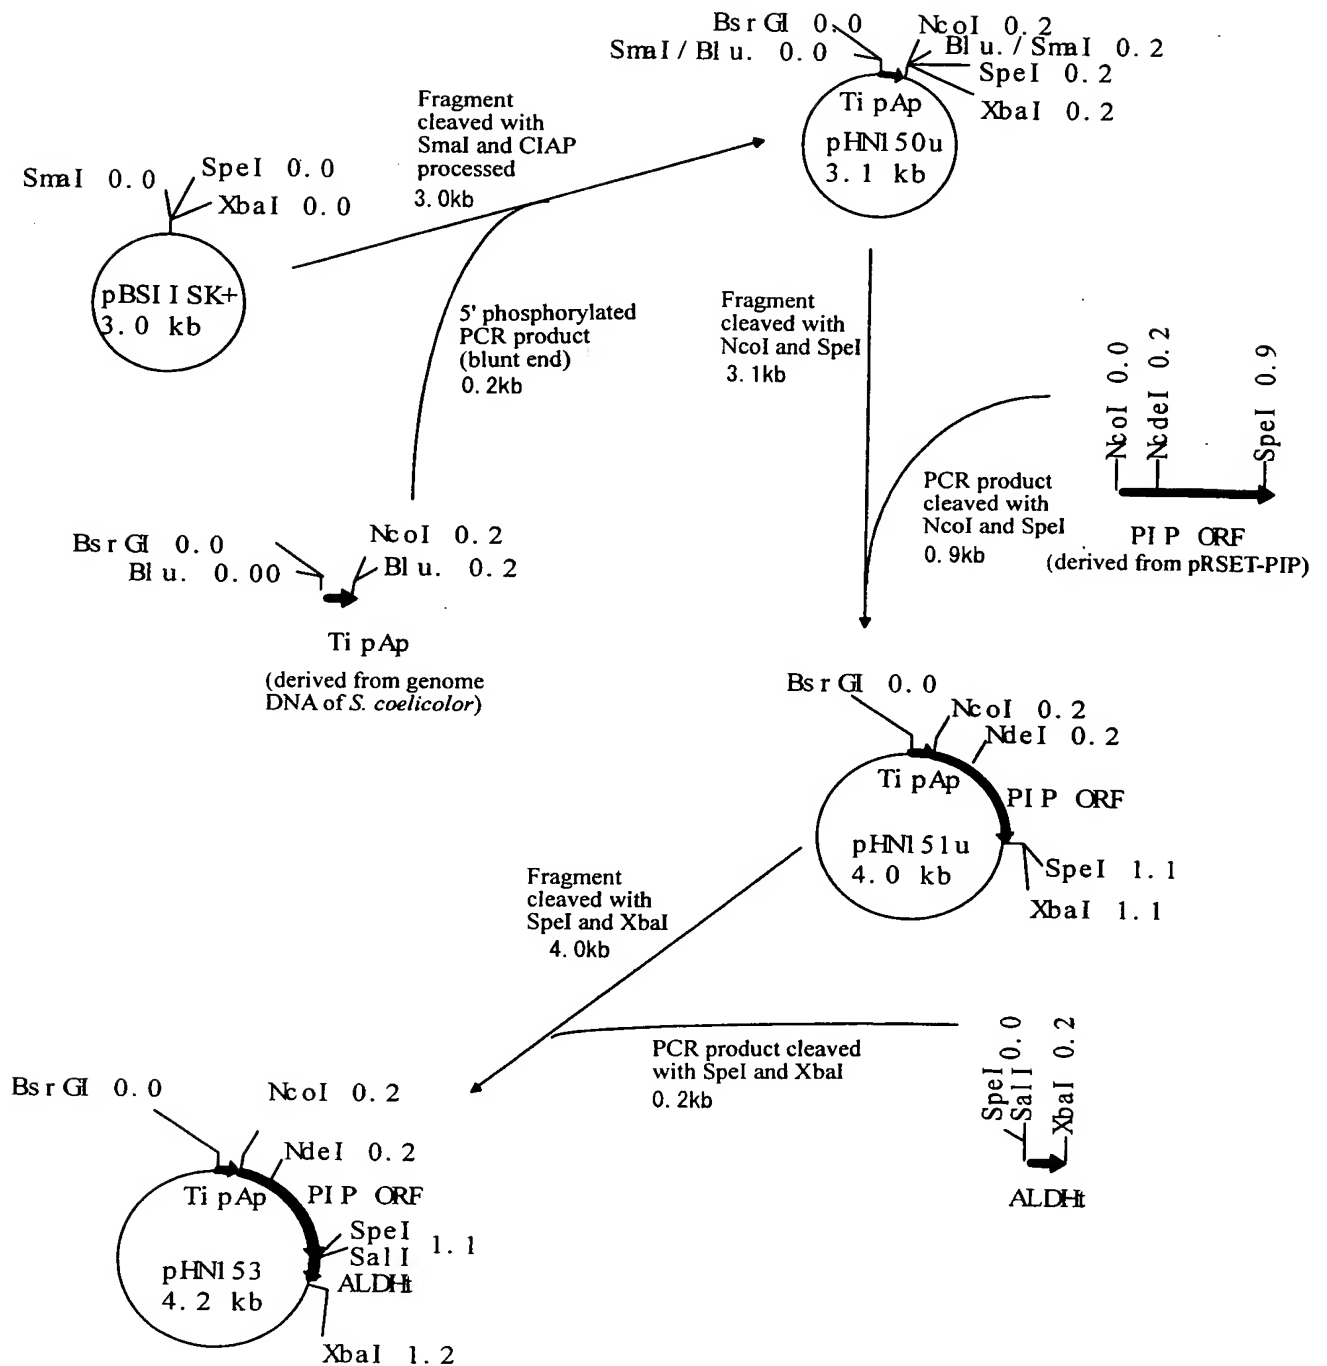 BsrGI 0.0
SmaI/Blu. 0.0
NcoI 0.2
Blu./SmaI 0.2
SpeI 0.2
XbaI 0.2
TipAp
pHN150u
3.1 kb
Fragment
cleaved with
SmaI and CIAP
processed
3.0kb
SmaI 0.0
SpeI 0.0
XbaI 0.0
pBSIISK+
3.0 kb
5' phosphorylated
PCR product
(blunt end)
0.2kb
Fragment
cleaved with
NcoI and SpeI
3.1kb
NcoI 0.0
NcdeI 0.2
SpeI 0.9
PIP ORF
(derived from pRSET-PIP)
PCR product
cleaved with
NcoI and SpeI
0.9kb
BsrGI 0.0
Blu. 0.00
NcoI 0.2
Blu. 0.2
TipAp
(derived from genome
DNA of S. coelicolor)
BsrGI 0.0
NcoI 0.2
NdeI 0.2
TipAp
PIP ORF
pHN151u
4.0 kb
SpeI 1.1
XbaI 1.1
Fragment
cleaved with
SpeI and XbaI
4.0kb
PCR product cleaved
with SpeI and XbaI
0.2kb
SpeI
SalI 0.0
XbaI 0.2
ALDHt
BsrGI 0.0
NcoI 0.2
NdeI 0.2
TipAp
PIP ORF
SpeI
SalI 1.1
ALDHt
pHN153
4.2 kb
XbaI 1.2